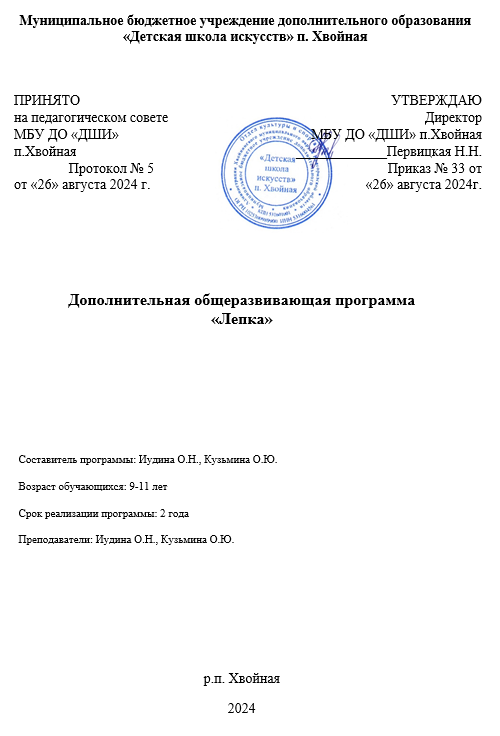 Муниципальное бюджетное учреждение дополнительного образования
«Детская школа искусств» п. Хвойная
ПРИНЯТО
на педагогическом совете
МБУ ДО «ДШИ»
п.Хвойная
Протокол № 5
от «26» августа 2024 г.
УТВЕРЖДАЮ
Директор
МБУ ДО «ДШИ» п.Хвойная
_____________Первицкая Н.Н.
Приказ № 33 от
«26» августа 2024г.
«Детская
школа
искусств»
п. Хвойная
Дополнительная общеразвивающая программа
«Лепка»
Составитель программы: Иудина О.Н., Кузьмина О.Ю.
Возраст обучающихся: 9-11 лет
Срок реализации программы: 2 года
Преподаватели: Иудина О.Н., Кузьмина О.Ю.
р.п. Хвойная
2024